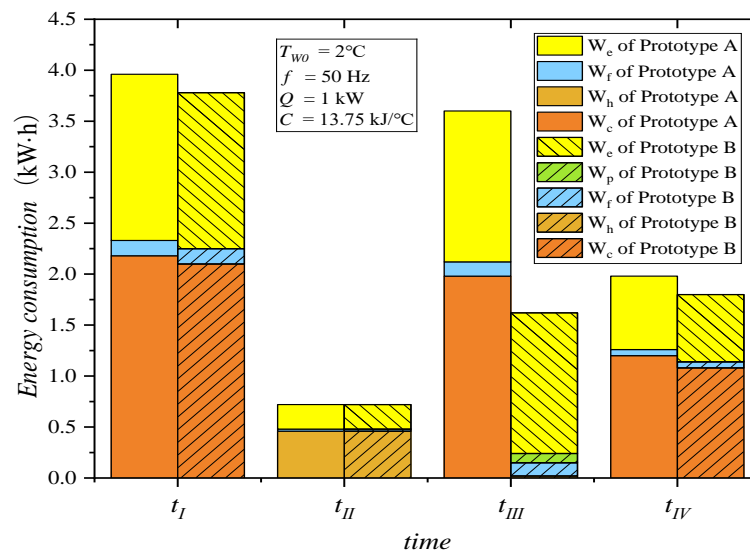 4.5
4.0
3.5
3.0
2.5
2.0
1.5
1.0
0.5
0.0
Energy consumption (kW·h)
T_W0 = 2°C
f = 50 Hz
Q = 1 kW
C = 13.75 kJ/°C
W_e of Prototype A
W_f of Prototype A
W_h of Prototype A
W_c of Prototype A
W_e of Prototype B
W_p of Prototype B
W_f of Prototype B
W_h of Prototype B
W_c of Prototype B
t_I t_II t_III t_IV
time